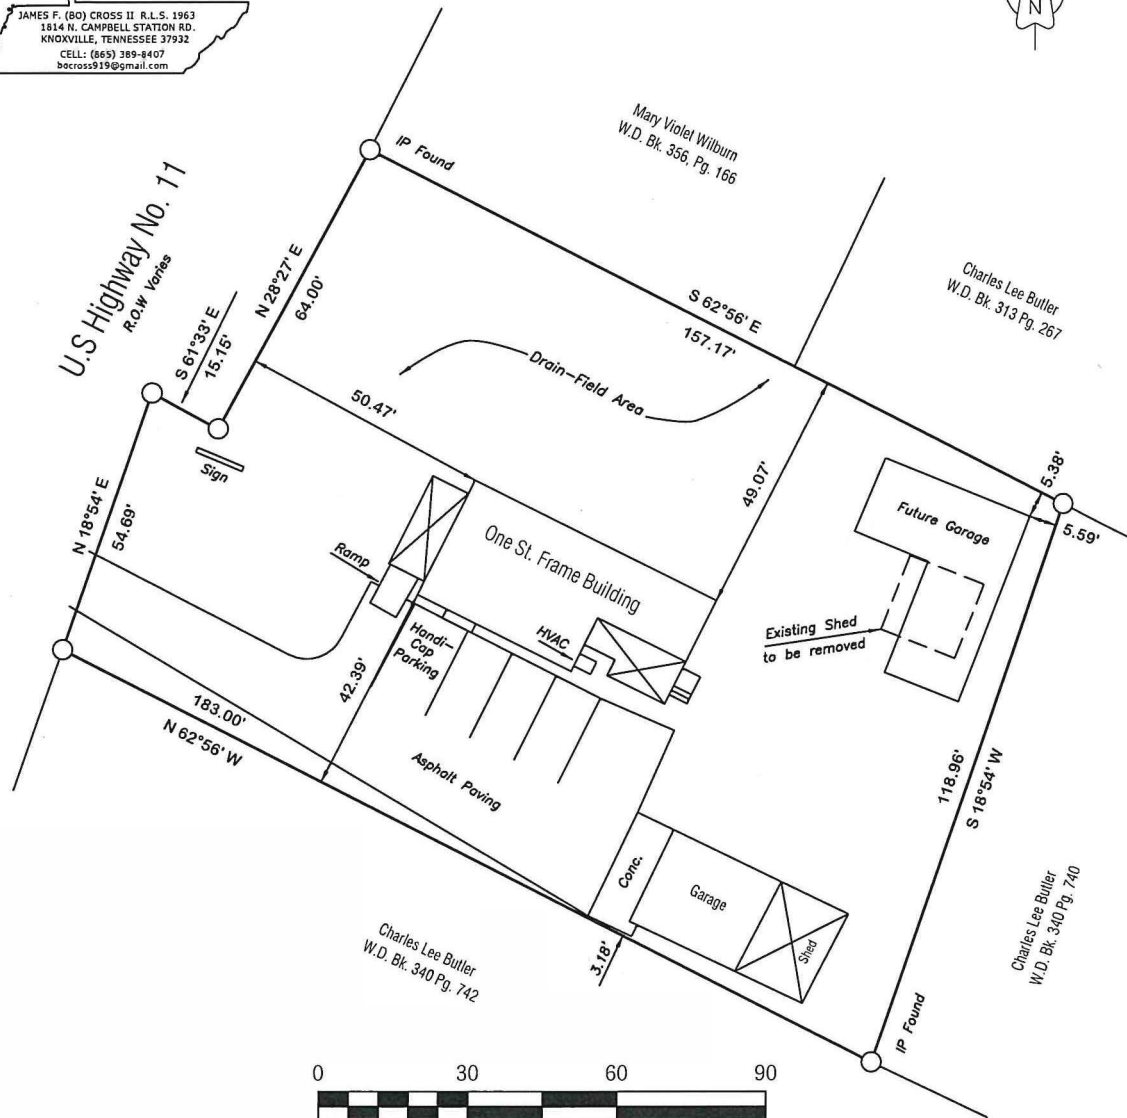 JAMES F. (BO) CROSS II R.L.S. 1963
1814 N. CAMPBELL STATION RD.
KNOXVILLE, TENNESSEE 37932
CELL: (865) 389-8407
bocross919@gmail.com
N
Mary Violet Wilburn
W.D. Bk. 356, Pg. 166
IP Found
U.S Highway No. 11
R.O.W Varies
N 28°27' E
64.00'
S 61°33' E
15.15'
S 62°56' E
157.17'
Charles Lee Butler
W.D. Bk. 313 Pg. 267
Drain-Field Area
50.47'
49.07'
5.38'
5.59'
Sign
N 18°54' E
54.69'
Future Garage
One St. Frame Building
Ramp
Handi-
Cap
Parking
HVAC
Existing Shed
to be removed
42.39'
183.00'
N 62°56' W
Asphalt Paving
118.96'
S 18°54' W
Conc.
Garage
Shed
3.18'
Charles Lee Butler
W.D. Bk. 340 Pg. 742
Charles Lee Butler
W.D. Bk. 340 Pg. 740
IP Found
0 30 60 90